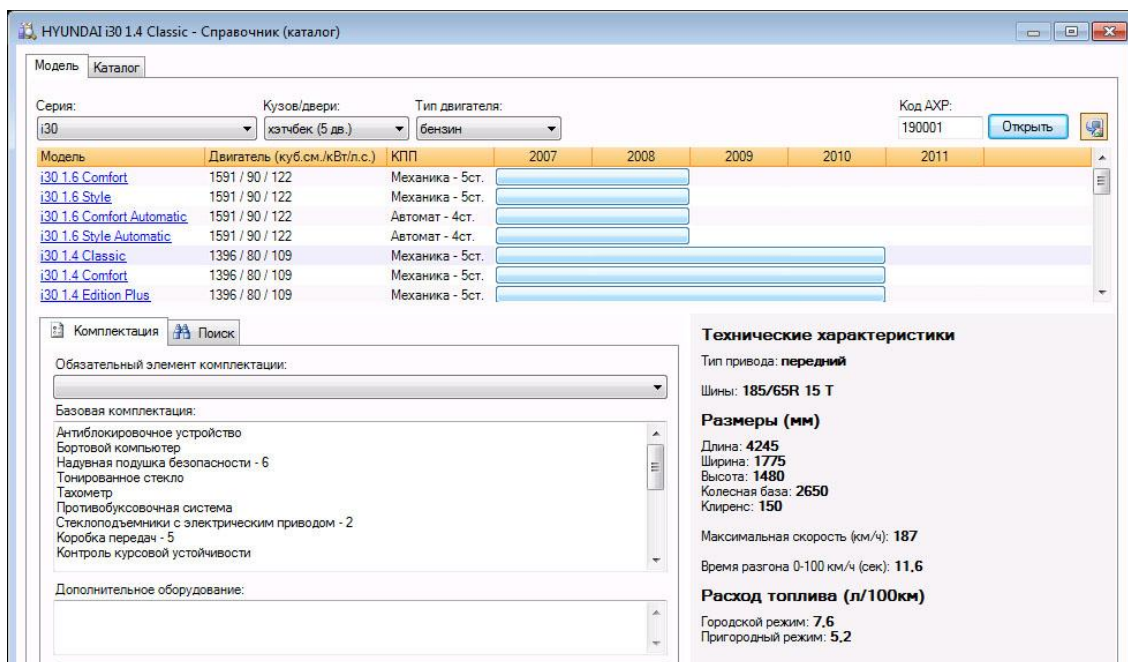 HYUNDAI i30 1.4 Classic - Справочник (каталог)
Модель Каталог
Серия: Кузов/двери: Тип двигателя: Код AXP:
i30 хэтчбек (5 дв.) бензин 190001 Открыть
Модель Двигатель (куб.см./кВт/л.с.) КПП 2007 2008 2009 2010 2011
i30 1.6 Comfort 1591 / 90 / 122 Механика - 5ст.
i30 1.6 Style 1591 / 90 / 122 Механика - 5ст.
i30 1.6 Comfort Automatic 1591 / 90 / 122 Автомат - 4ст.
i30 1.6 Style Automatic 1591 / 90 / 122 Автомат - 4ст.
i30 1.4 Classic 1396 / 80 / 109 Механика - 5ст.
i30 1.4 Comfort 1396 / 80 / 109 Механика - 5ст.
i30 1.4 Edition Plus 1396 / 80 / 109 Механика - 5ст.
Комплектация Поиск
Обязательный элемент комплектации:
Базовая комплектация:
Антиблокировочное устройство
Бортовой компьютер
Надувная подушка безопасности - 6
Тонированное стекло
Тахометр
Противобуксовочная система
Стеклоподъемники с электрическим приводом - 2
Коробка передач - 5
Контроль курсовой устойчивости
Дополнительное оборудование:
Технические характеристики
Тип привода: передний
Шины: 185/65R 15 T
Размеры (мм)
Длина: 4245
Ширина: 1775
Высота: 1480
Колесная база: 2650
Клиренс: 150
Максимальная скорость (км/ч): 187
Время разгона 0-100 км/ч (сек): 11,6
Расход топлива (л/100км)
Городской режим: 7,6
Пригородный режим: 5,2